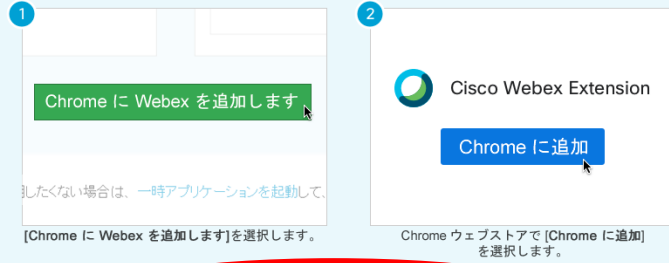 1
Chrome に Webex を追加します
したくない場合は、一時アプリケーションを起動して、
[Chrome に Webex を追加します]を選択します。
2
Cisco Webex Extension
Chrome に追加
Chrome ウェブストアで [Chrome に追加]
を選択します。